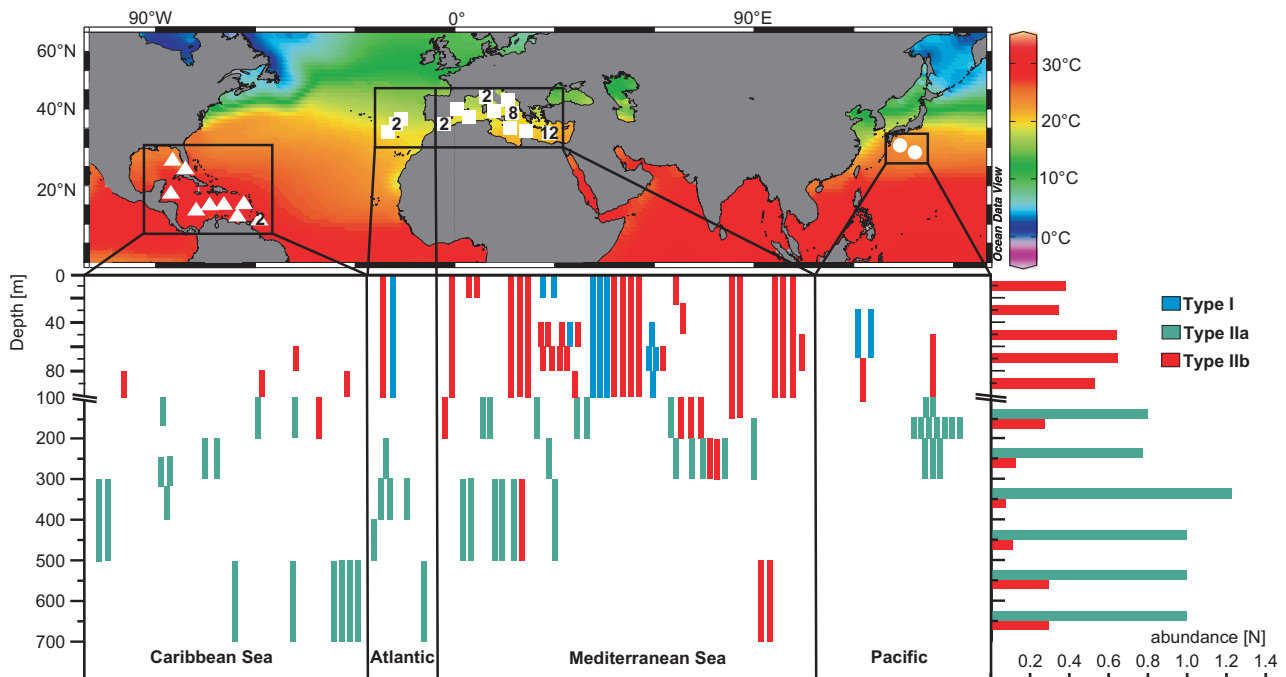 90°W 0° 90°E
60°N
40°N
20°N
2
2
2
8
12
2
30°C
20°C
10°C
0°C
Ocean Data View
Depth [m]
0
40
80
100
200
300
400
500
600
700
Type I
Type IIa
Type IIb
Caribbean Sea
Atlantic
Mediterranean Sea
Pacific
abundance [N]
0.2 0.4 0.6 0.8 1.0 1.2 1.4